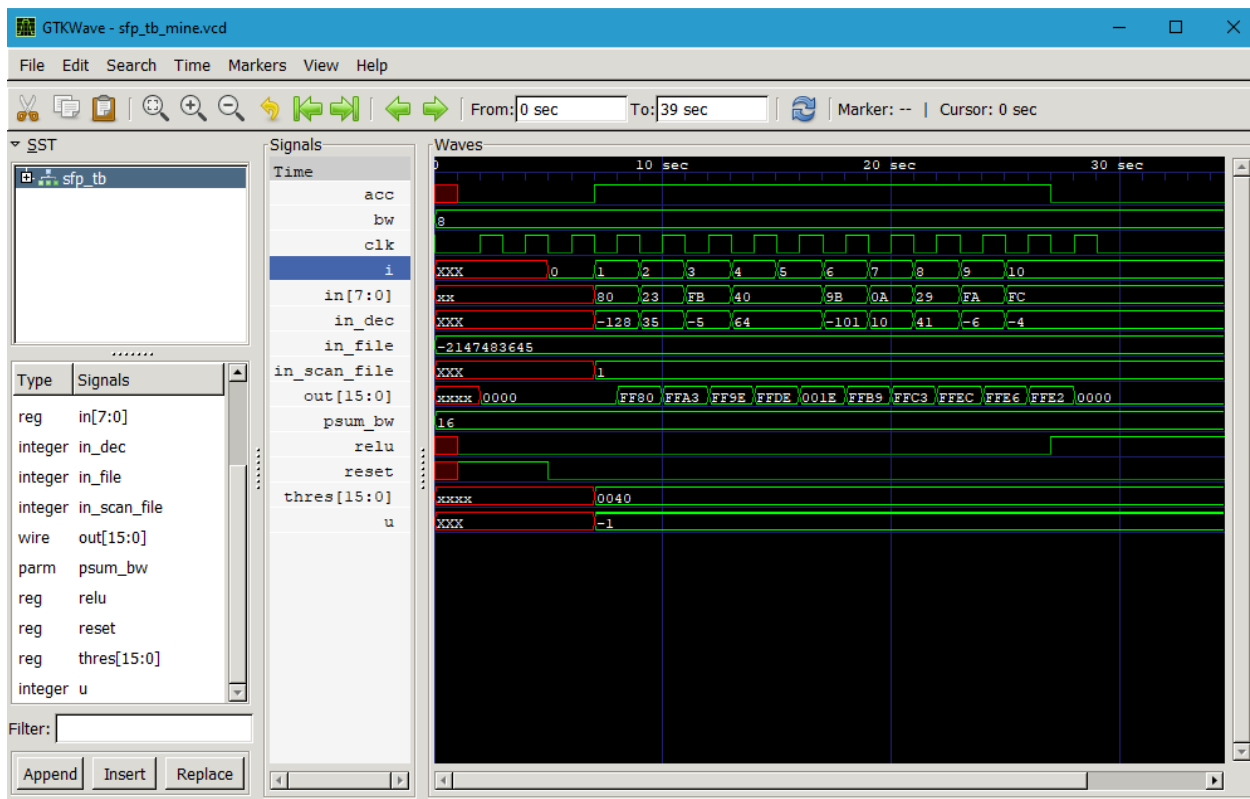 GTKWave - sfp_tb_mine.vcd
File Edit Search Time Markers View Help
From: 0 sec To: 39 sec Marker: -- | Cursor: 0 sec
SST
sfp_tb
Type Signals
reg in[7:0]
integer in_dec
integer in_file
integer in_scan_file
wire out[15:0]
parm psum_bw
reg relu
reg reset
reg thres[15:0]
integer u
Filter:
Append Insert Replace
Signals
Time
acc
bw
clk
i
in[7:0]
in_dec
in_file
in_scan_file
out[15:0]
psum_bw
relu
reset
thres[15:0]
u
Waves
0 10 sec 20 sec 30 sec
8
XXX 0 1 2 3 4 5 6 7 8 9 10
xx 80 23 FB 40 9B 0A 29 FA FC
XXX -128 35 -5 64 -101 10 41 -6 -4
-2147483645
XXX 1
xxxx 0000 FF80 FFA3 FF9E FFDE 001E FFB9 FFC3 FFEC FFE6 FFE2 0000
16
xxxx 0040
XXX -1